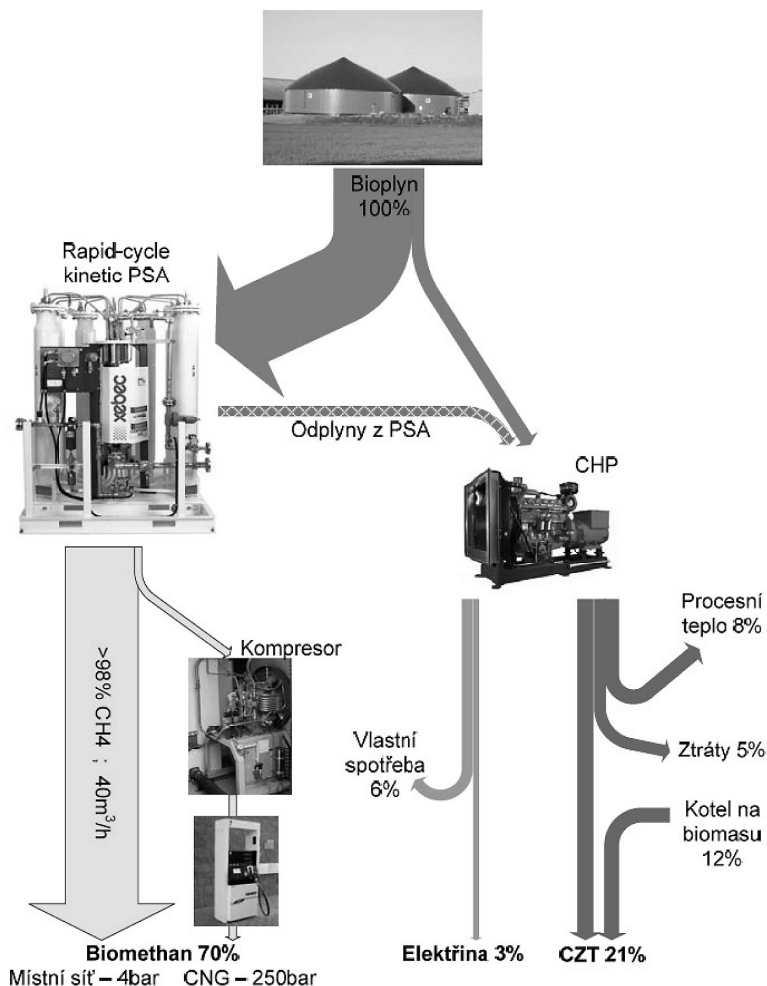 Bioplyn
100%
Rapid-cycle
kinetic PSA
xebec
Odplyny z PSA
CHP
Procesní
teplo 8%
Kompresor
>98% CH4 ; 40m³/h
Vlastní
spotřeba
6%
Ztráty 5%
Kotel na
biomasu
12%
Biomethan 70%
Elektřina 3%
CZT 21%
Místní síť – 4bar
CNG – 250bar